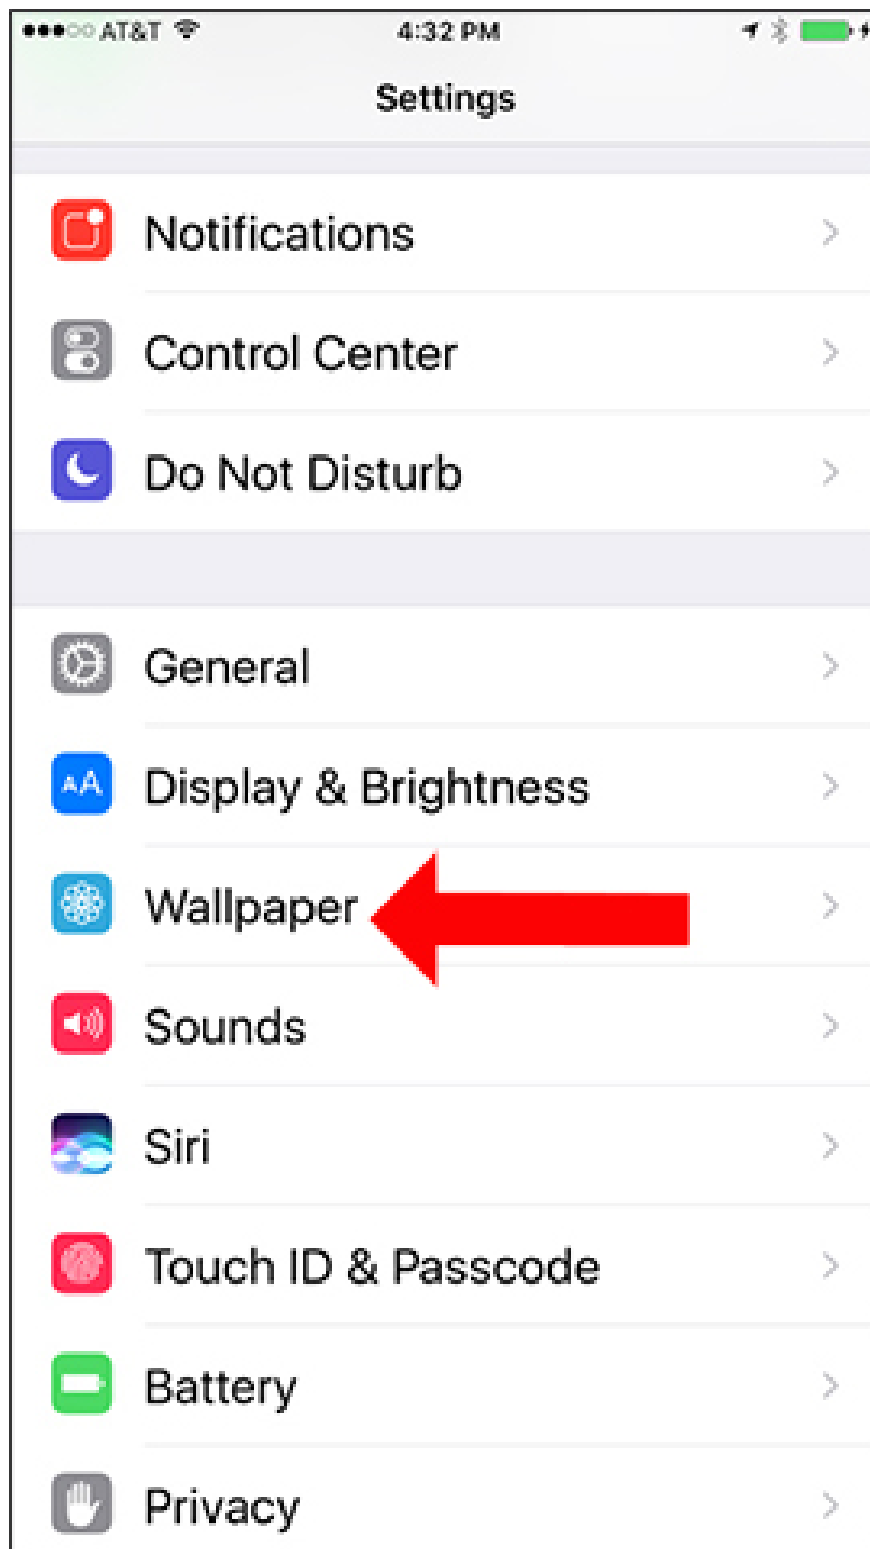 AT&T 4:32 PM
Settings
Notifications
Control Center
Do Not Disturb
General
AA Display & Brightness
Wallpaper
Sounds
Siri
Touch ID & Passcode
Battery
Privacy